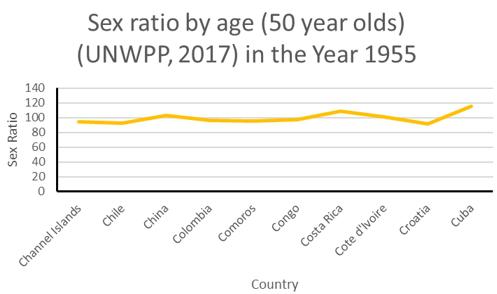 Sex ratio by age (50 year olds)
(UNWPP, 2017) in the Year 1955
140
120
100
80
60
40
20
0
Sex Ratio
Channel Islands
Chile
China
Colombia
Comoros
Congo
Costa Rica
Cote d'Ivoire
Croatia
Cuba
Country